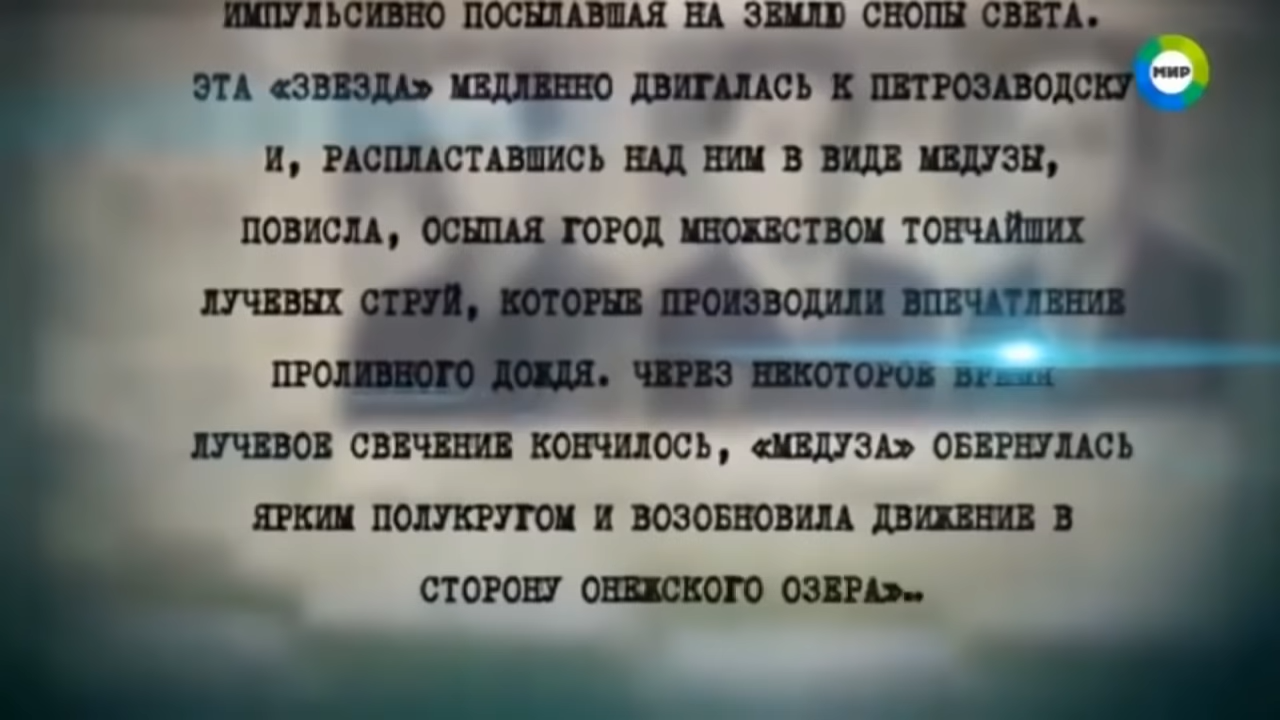 ИМПУЛЬСИВНО ПОСЫЛАВШАЯ НА ЗЕМЛЮ СНОПЫ СВЕТА.
ЭТА «ЗВЕЗДА» МЕДЛЕННО ДВИГАЛАСЬ К ПЕТРОЗАВОДСКУ
МИР
И, РАСПЛАСТАВШИСЬ НАД НИМ В ВИДЕ МЕДУЗЫ,
ПОВИСЛА, ОСЫПАЯ ГОРОД МНОЖЕСТВОМ ТОНЧАЙШИХ
ЛУЧЕВЫХ СТРУЙ, КОТОРЫЕ ПРОИЗВОДИЛИ ВПЕЧАТЛЕНИЕ
ПРОЛИВНОГО ДОЖДЯ. ЧЕРЕЗ НЕКОТОРОЕ ВРЕМЯ
ЛУЧЕВОЕ СВЕЧЕНИЕ КОНЧИЛОСЬ, «МЕДУЗА» ОБЕРНУЛАСЬ
ЯРКИМ ПОЛУКРУГОМ И ВОЗОБНОВИЛА ДВИЖЕНИЕ В
СТОРОНУ ОНЕЖСКОГО ОЗЕРА»..